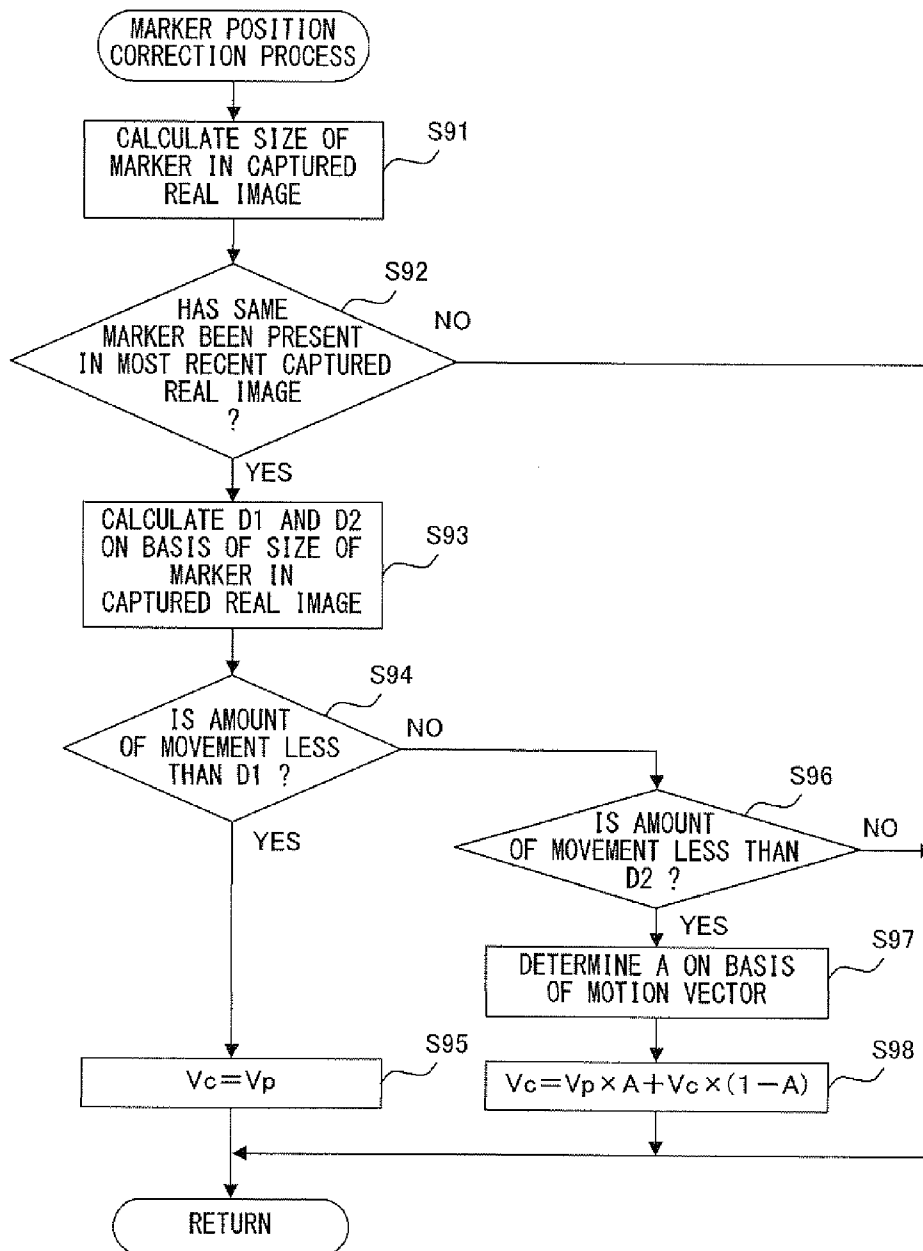 MARKER POSITION
CORRECTION PROCESS
CALCULATE SIZE OF
MARKER IN CAPTURED
REAL IMAGE
S91
HAS SAME
MARKER BEEN PRESENT
IN MOST RECENT CAPTURED
REAL IMAGE
?
S92
NO
YES
CALCULATE D1 AND D2
ON BASIS OF SIZE OF
MARKER IN
CAPTURED REAL IMAGE
S93
IS AMOUNT
OF MOVEMENT LESS
THAN D1 ?
S94
NO
YES
IS AMOUNT
OF MOVEMENT LESS THAN
D2 ?
S96
NO
YES
DETERMINE A ON BASIS
OF MOTION VECTOR
S97
Vc=Vp
S95
Vc=Vp×A+Vc×(1-A)
S98
RETURN